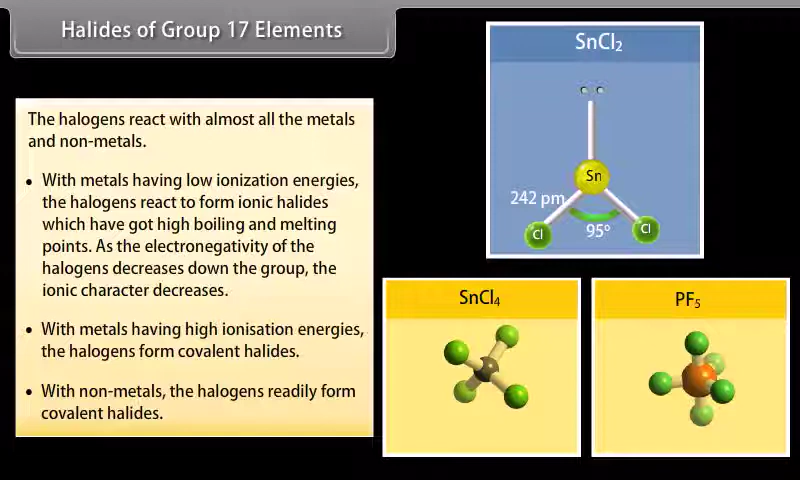 Halides of Group 17 Elements
The halogens react with almost all the metals
and non-metals.
• With metals having low ionization energies,
the halogens react to form ionic halides
which have got high boiling and melting
points. As the electronegativity of the
halogens decreases down the group, the
ionic character decreases.
• With metals having high ionisation energies,
the halogens form covalent halides.
• With non-metals, the halogens readily form
covalent halides.
SnCl₂
Sn
242 pm
Cl
95°
Cl
SnCl₄
PF₅